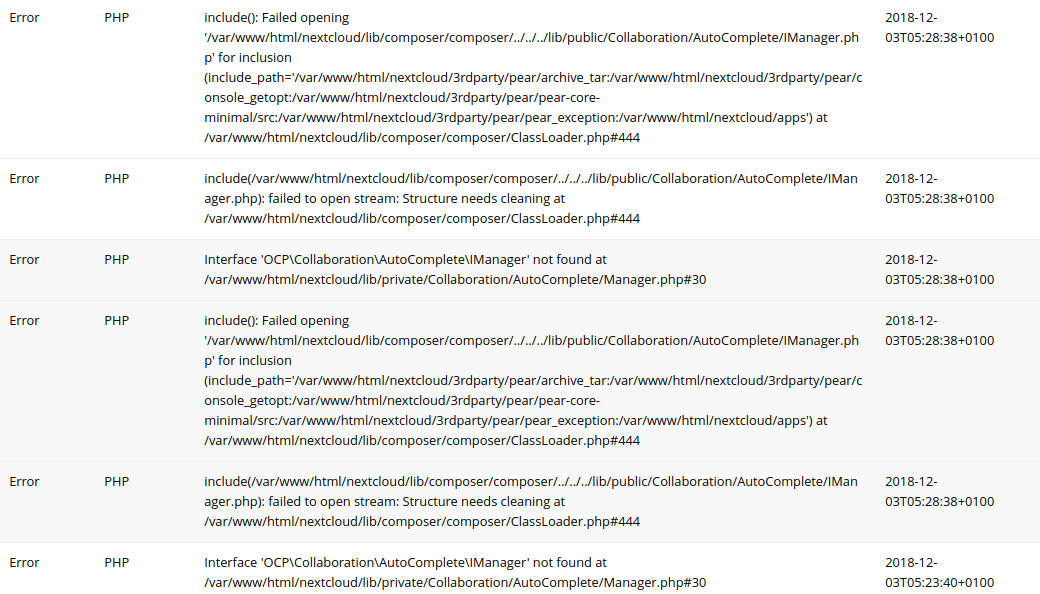 Error PHP include(): Failed opening 2018-12-
'/var/www/html/nextcloud/lib/composer/composer/../../../lib/public/Collaboration/AutoComplete/IManager.ph 03T05:28:38+0100
p' for inclusion
(include_path='/var/www/html/nextcloud/3rdparty/pear/archive_tar:/var/www/html/nextcloud/3rdparty/pear/c
onsole_getopt:/var/www/html/nextcloud/3rdparty/pear/pear-core-
minimal/src:/var/www/html/nextcloud/3rdparty/pear/pear_exception:/var/www/html/nextcloud/apps') at
/var/www/html/nextcloud/lib/composer/composer/ClassLoader.php#444
Error PHP include(/var/www/html/nextcloud/lib/composer/composer/../../../lib/public/Collaboration/AutoComplete/IMan 2018-12-
ager.php): failed to open stream: Structure needs cleaning at 03T05:28:38+0100
/var/www/html/nextcloud/lib/composer/composer/ClassLoader.php#444
Error PHP Interface 'OCP\Collaboration\AutoComplete\IManager' not found at 2018-12-
/var/www/html/nextcloud/lib/private/Collaboration/AutoComplete/Manager.php#30 03T05:28:38+0100
Error PHP include(): Failed opening 2018-12-
'/var/www/html/nextcloud/lib/composer/composer/../../../lib/public/Collaboration/AutoComplete/IManager.ph 03T05:28:38+0100
p' for inclusion
(include_path='/var/www/html/nextcloud/3rdparty/pear/archive_tar:/var/www/html/nextcloud/3rdparty/pear/c
onsole_getopt:/var/www/html/nextcloud/3rdparty/pear/pear-core-
minimal/src:/var/www/html/nextcloud/3rdparty/pear/pear_exception:/var/www/html/nextcloud/apps') at
/var/www/html/nextcloud/lib/composer/composer/ClassLoader.php#444
Error PHP include(/var/www/html/nextcloud/lib/composer/composer/../../../lib/public/Collaboration/AutoComplete/IMan 2018-12-
ager.php): failed to open stream: Structure needs cleaning at 03T05:28:38+0100
/var/www/html/nextcloud/lib/composer/composer/ClassLoader.php#444
Error PHP Interface 'OCP\Collaboration\AutoComplete\IManager' not found at 2018-12-
/var/www/html/nextcloud/lib/private/Collaboration/AutoComplete/Manager.php#30 03T05:23:40+0100